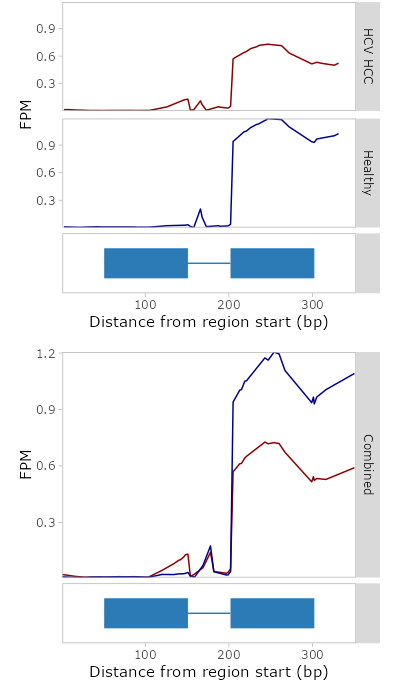 0.9
0.6
0.3
HCV HCC
FPM
0.9
0.6
0.3
Healthy
100 200 300
Distance from region start (bp)
1.2
0.9
0.6
0.3
FPM
Combined
100 200 300
Distance from region start (bp)